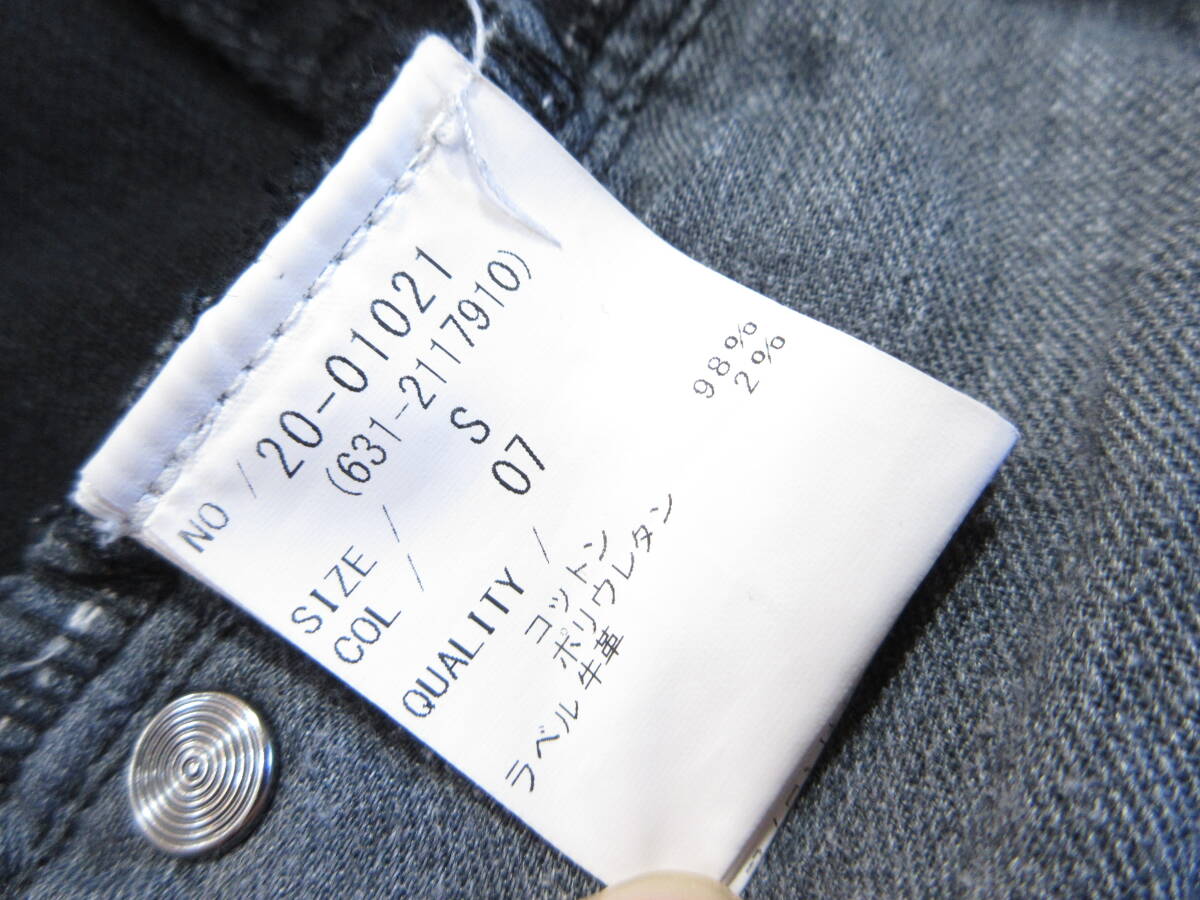 NO / 20-01021
(631-2117910)
SIZE / S
COL / 07
QUALITY /
コットン 98%
ポリウレタン 2%
ラベル 牛革